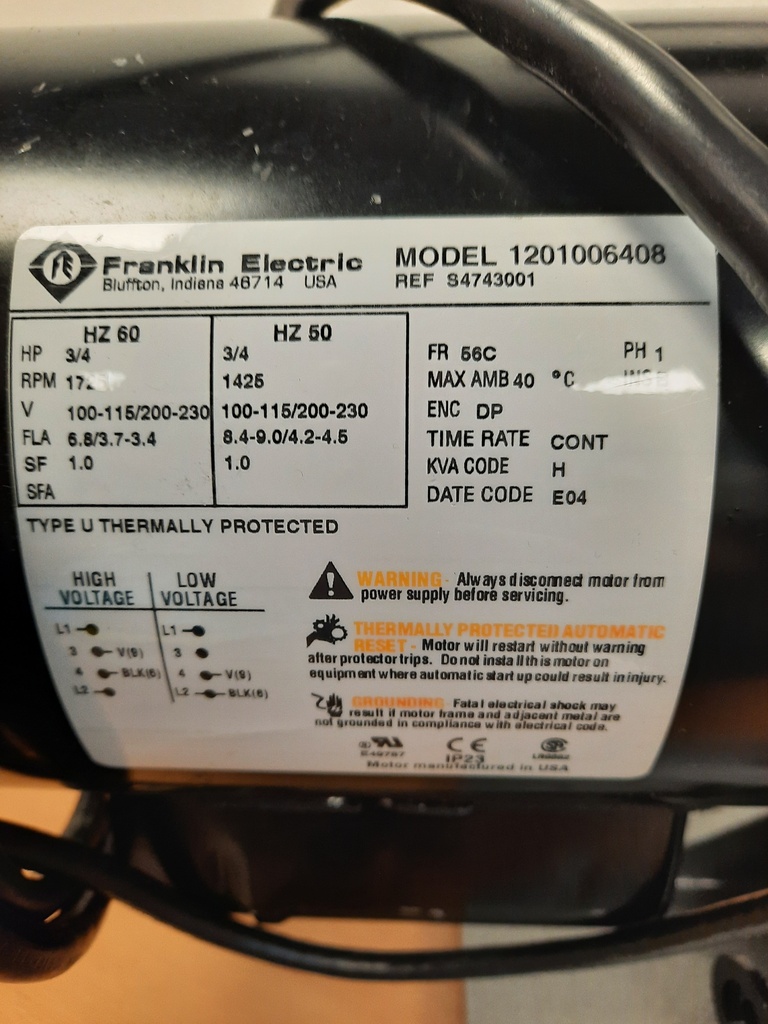 Franklin Electric
Bluffton, Indiana 46714 USA
MODEL 1201006408
REF S4743001
HZ 60 HZ 50
HP 3/4 3/4
RPM 1425
V 100-115/200-230 100-115/200-230
FLA 6.8/3.7-3.4 8.4-9.0/4.2-4.5
SF 1.0 1.0
SFA
FR 56C PH 1
MAX AMB 40 °C
ENC DP
TIME RATE CONT
KVA CODE H
DATE CODE E04
TYPE U THERMALLY PROTECTED
HIGH VOLTAGE LOW VOLTAGE
L1 L1
3 V(9) 3
4 BLK(6) 4 V(9)
L2 L2 BLK(6)
WARNING - Always disconnect motor from
power supply before servicing.
THERMALLY PROTECTED AUTOMATIC
RESET - Motor will restart without warning
after protector trips. Do not install this motor on
equipment where automatic start up could result in injury.
GROUNDING Fatal electrical shock may
result if motor frame and adjacent metal are
not grounded in compliance with electrical code.
CE
IP23
Motor manufactured in USA